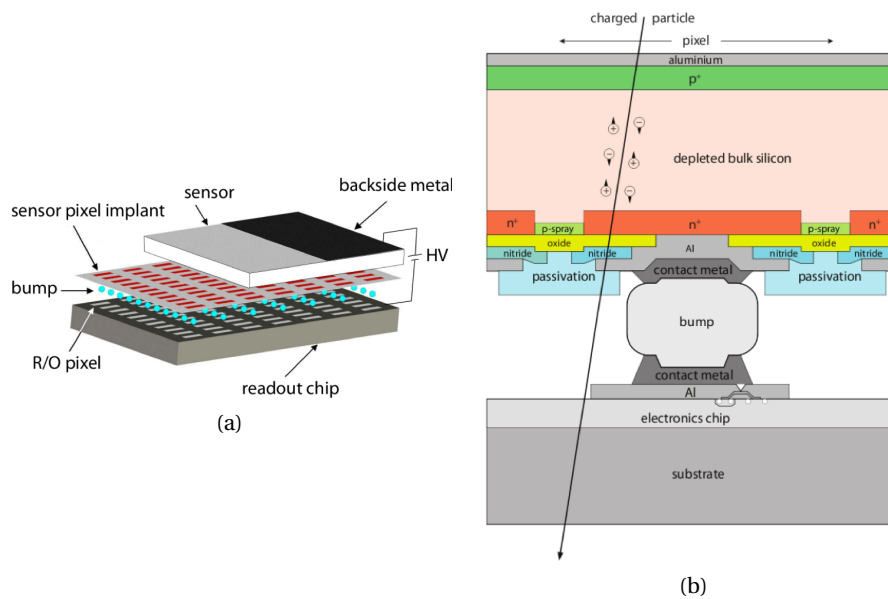 sensor
backside metal
sensor pixel implant
HV
bump
R/O pixel
readout chip
(a)
charged particle
pixel
aluminium
p⁺
+ −
− +
+ −
depleted bulk silicon
n⁺ p-spray n⁺ p-spray n⁺
oxide Al oxide
nitride nitride nitride nitride
passivation contact metal passivation
bump
contact metal
Al
electronics chip
substrate
(b)